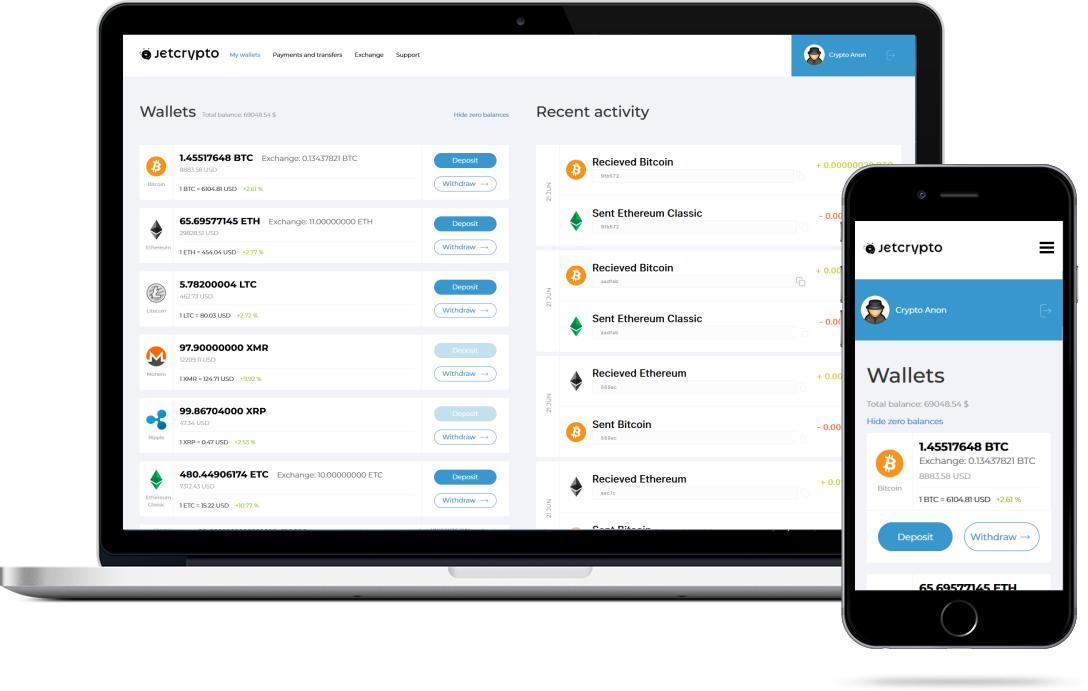 jetcrypto
My wallets
Payments and transfers
Exchange
Support
Crypto Anon
Wallets
Total balance: 69048.54 $
Hide zero balances
Bitcoin
1.45517648 BTC Exchange: 0.13437821 BTC
8883.58 USD
1 BTC = 6104.81 USD +2.61 %
Deposit
Withdraw →
Ethereum
65.69577145 ETH Exchange: 11.00000000 ETH
29828.51 USD
1 ETH = 454.04 USD +2.77 %
Deposit
Withdraw →
Litecoin
5.78200004 LTC
462.73 USD
1 LTC = 80.03 USD +2.72 %
Deposit
Withdraw →
Monero
97.90000000 XMR
12209.11 USD
1 XMR = 124.71 USD +9.92 %
Deposit
Withdraw →
Ripple
99.86704000 XRP
47.34 USD
1 XRP = 0.47 USD +2.53 %
Deposit
Withdraw →
Ethereum
Classic
480.44906174 ETC Exchange: 10.00000000 ETC
7312.43 USD
1 ETC = 15.22 USD +10.77 %
Deposit
Withdraw →
Recent activity
21 JUN
Recieved Bitcoin
Sent Ethereum Classic
- 0.0
21 JUN
Recieved Bitcoin
+ 0.0
Sent Ethereum Classic
- 0.0
21 JUN
Recieved Ethereum
+ 0.00
Sent Bitcoin
- 0.00
21 JUN
Recieved Ethereum
+ 0.0
Sent Bitcoin
jetcrypto
Crypto Anon
Wallets
Total balance: 69048.54 $
Hide zero balances
Bitcoin
1.45517648 BTC
Exchange: 0.13437821 BTC
8883.58 USD
1 BTC = 6104.81 USD +2.61 %
Deposit
Withdraw →
65.69577145 ETH